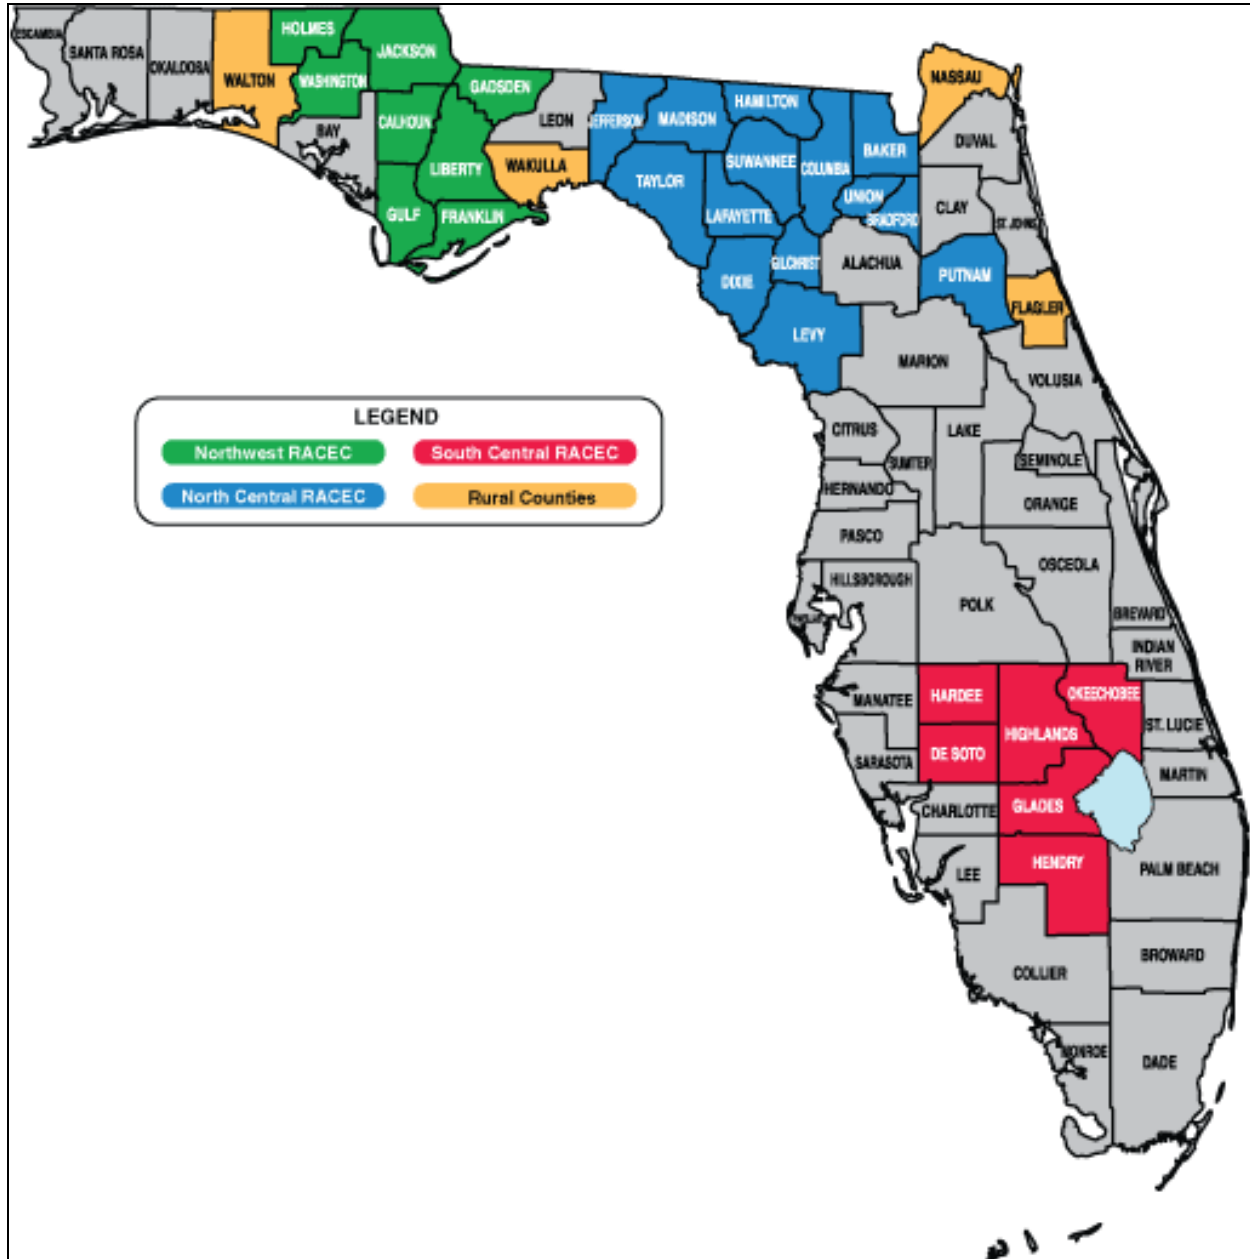 ESCAMBIA
SANTA ROSA
OKALOOSA
WALTON
HOLMES
WASHINGTON
JACKSON
BAY
CALHOUN
GADSDEN
LIBERTY
GULF
FRANKLIN
LEON
WAKULLA
JEFFERSON
MADISON
TAYLOR
HAMILTON
SUWANNEE
LAFAYETTE
COLUMBIA
BAKER
UNION
BRADFORD
NASSAU
DUVAL
CLAY
ST. JOHNS
DIXIE
GILCHRIST
ALACHUA
PUTNAM
FLAGLER
LEVY
MARION
VOLUSIA
LEGEND
Northwest RACEC
South Central RACEC
North Central RACEC
Rural Counties
CITRUS
SUMTER
LAKE
SEMINOLE
HERNANDO
ORANGE
PASCO
OSCEOLA
HILLSBOROUGH
POLK
BREVARD
INDIAN
RIVER
MANATEE
HARDEE
HIGHLANDS
OKEECHOBEE
ST. LUCIE
SARASOTA
DE SOTO
MARTIN
CHARLOTTE
GLADES
LEE
HENDRY
PALM BEACH
COLLIER
BROWARD
MONROE
DADE